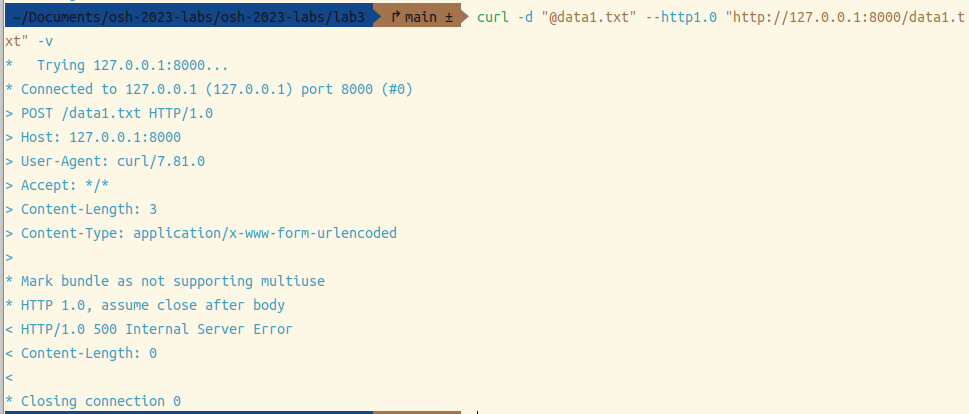 ~/Documents/osh-2023-labs/osh-2023-labs/lab3 ↱ main ± curl -d "@data1.txt" --http1.0 "http://127.0.0.1:8000/data1.t
xt" -v
*   Trying 127.0.0.1:8000...
* Connected to 127.0.0.1 (127.0.0.1) port 8000 (#0)
> POST /data1.txt HTTP/1.0
> Host: 127.0.0.1:8000
> User-Agent: curl/7.81.0
> Accept: */*
> Content-Length: 3
> Content-Type: application/x-www-form-urlencoded
>
* Mark bundle as not supporting multiuse
* HTTP 1.0, assume close after body
< HTTP/1.0 500 Internal Server Error
< Content-Length: 0
<
* Closing connection 0